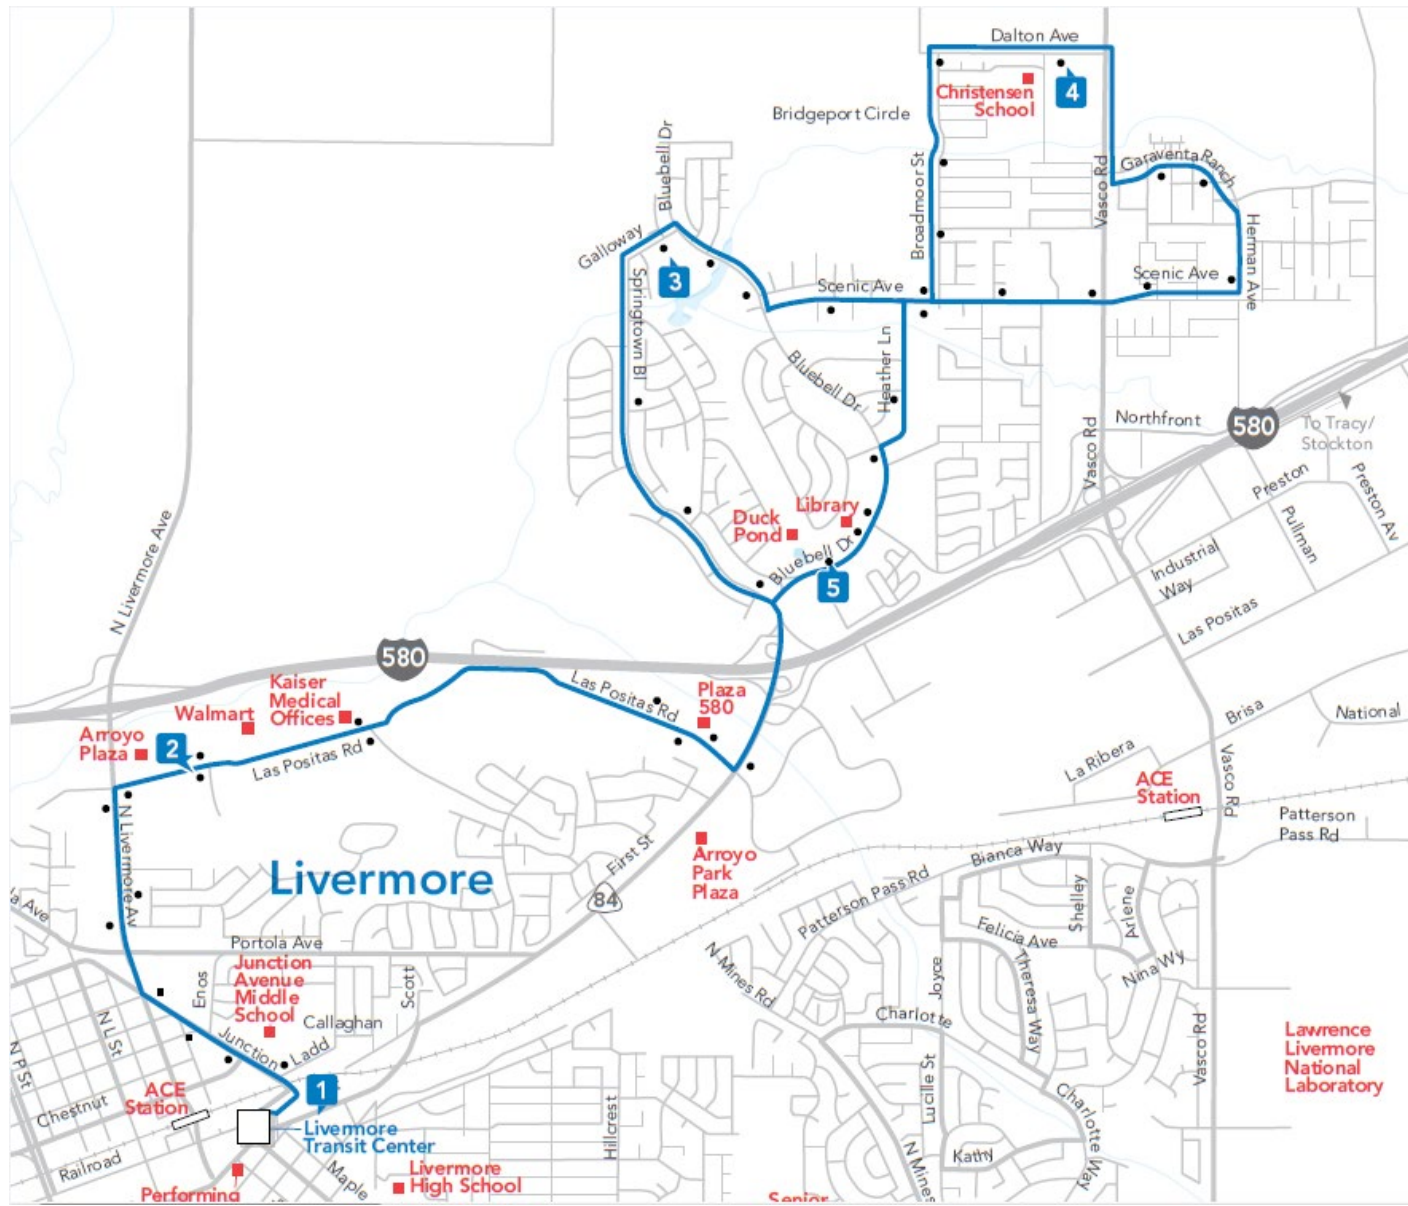 Dalton Ave
4
Christensen
School
Bridgeport Circle
Bluebell Dr
Broadmoor St
Vasco Rd
Garaventa Ranch
Galloway
3
Springtown Bl
Scenic Ave
Scenic Ave
Herman Ave
Bluebell Dr
Heather Ln
Northfront
580
To Tracy/
Stockton
Vasco Rd
Preston
Preston Av
Pullman
Duck
Pond
Library
Bluebell Dr
5
Industrial
Way
Las Positas
N Livermore Ave
580
Kaiser
Medical
Offices
Walmart
Arroyo
Plaza
2
Las Positas Rd
Las Positas Rd
Plaza
580
Brisa
National
La Ribera
Vasco Rd
ACE
Station
Patterson
Pass Rd
N Livermore Av
Livermore
First St
84
Arroyo
Park
Plaza
Bianca Way
Patterson Pass Rd
Shelley
Arlene
Felicia Ave
Theresa Way
Nina Wy
la Ave
Portola Ave
Junction
Avenue
Middle
School
Enos
Scott
Callaghan
Junction
Ladd
N L St
N P St
N Mines Rd
Joyce
Charlotte
Vasco Rd
Lawrence
Livermore
National
Laboratory
ACE
Station
1
Chestnut
Livermore
Transit Center
Railroad
Maple
Hillcrest
Lucille St
N Mines
Kathy
Charlotte Way
Livermore
High School
Performing
Senior